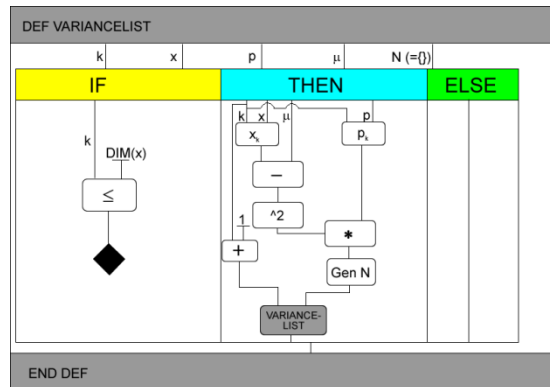 DEF VARIANCELIST
k x p μ N (={})
IF THEN ELSE
k x μ p
xk pk
k
DIM(x)
−
≤
^2
1
*
+
Gen N
VARIANCE-
LIST
END DEF